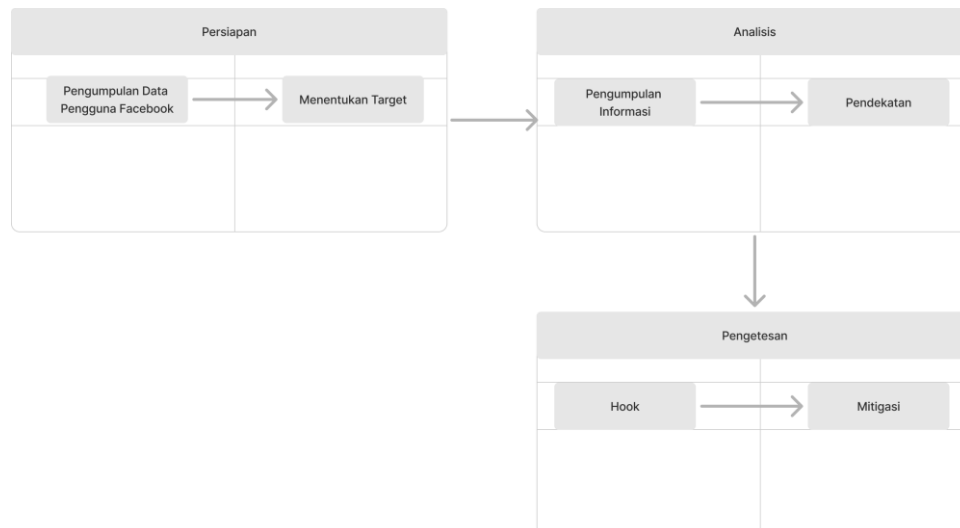 Persiapan
Pengumpulan Data
Pengguna Facebook
Menentukan Target
Analisis
Pengumpulan
Informasi
Pendekatan
Pengetesan
Hook
Mitigasi